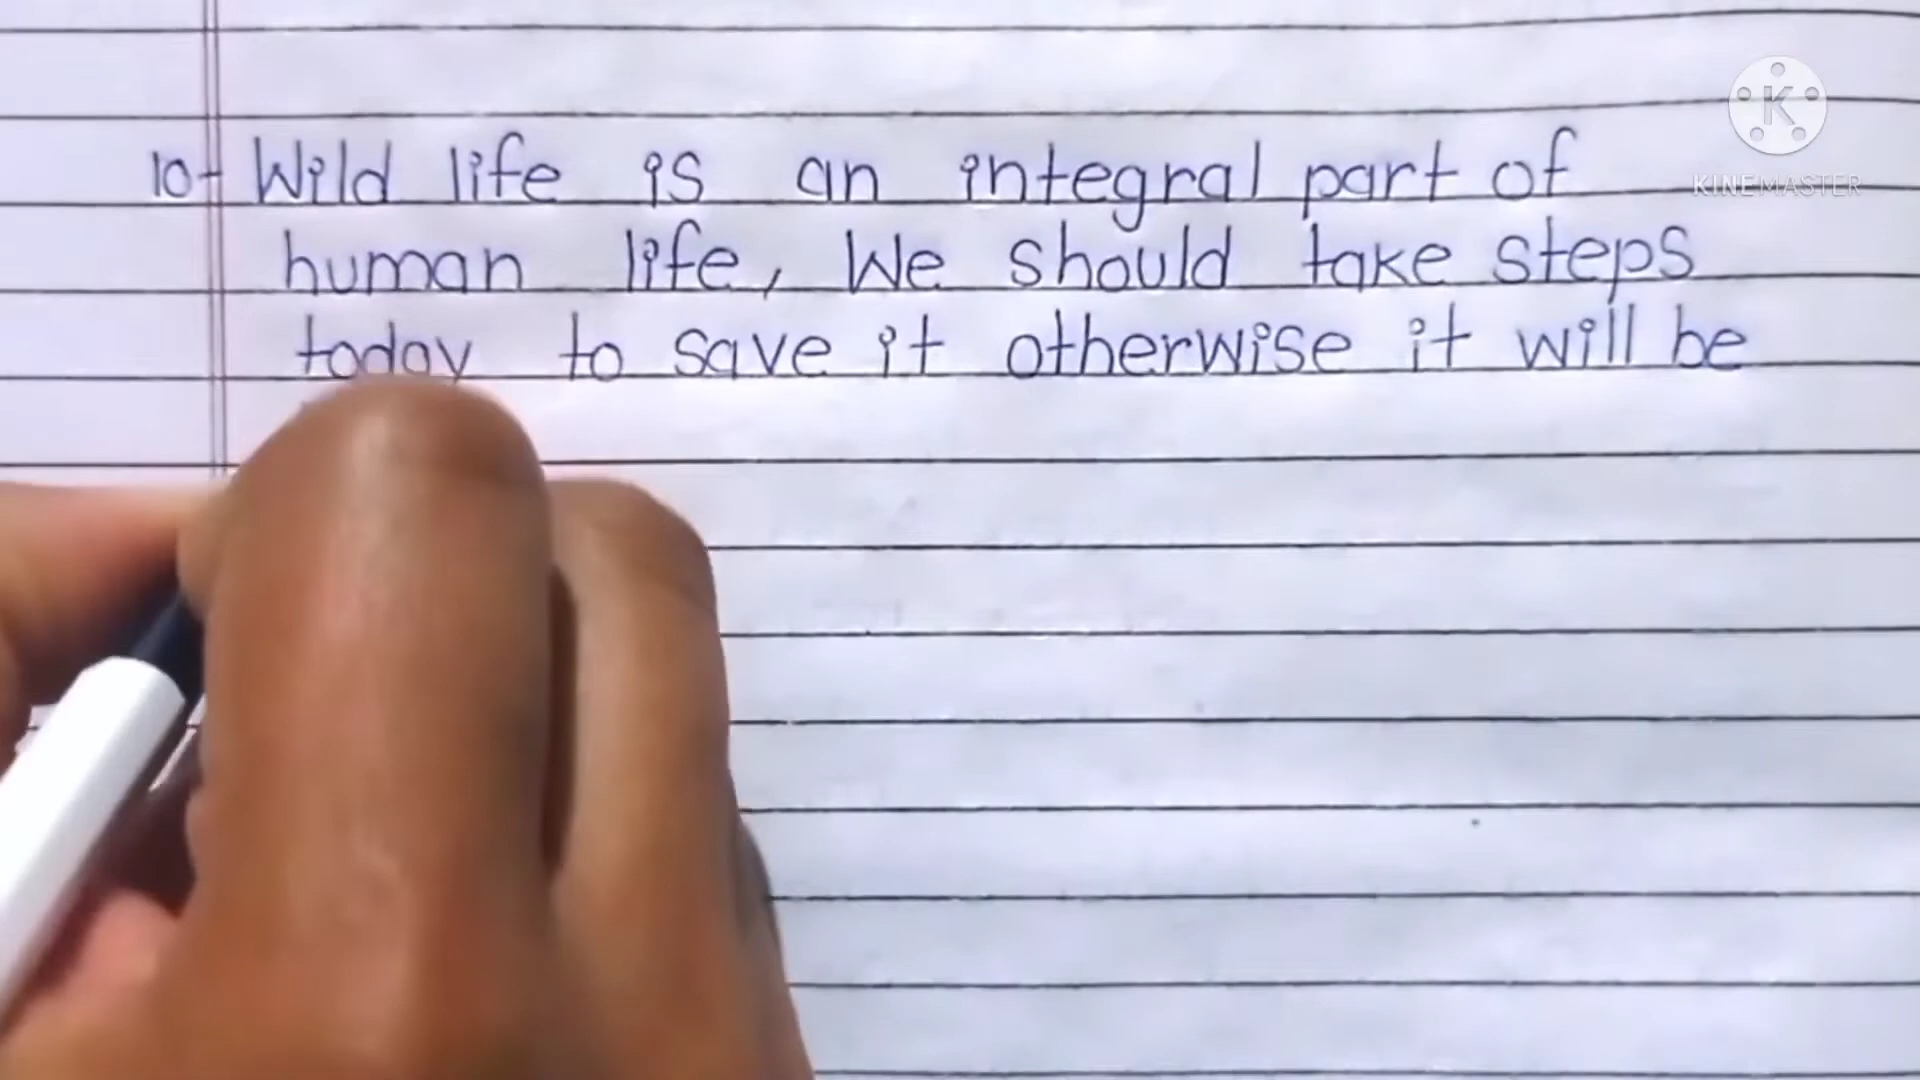 10- Wild life is an integral part of
human life, We should take steps
today to save it otherwise it will be
KINEMASTER